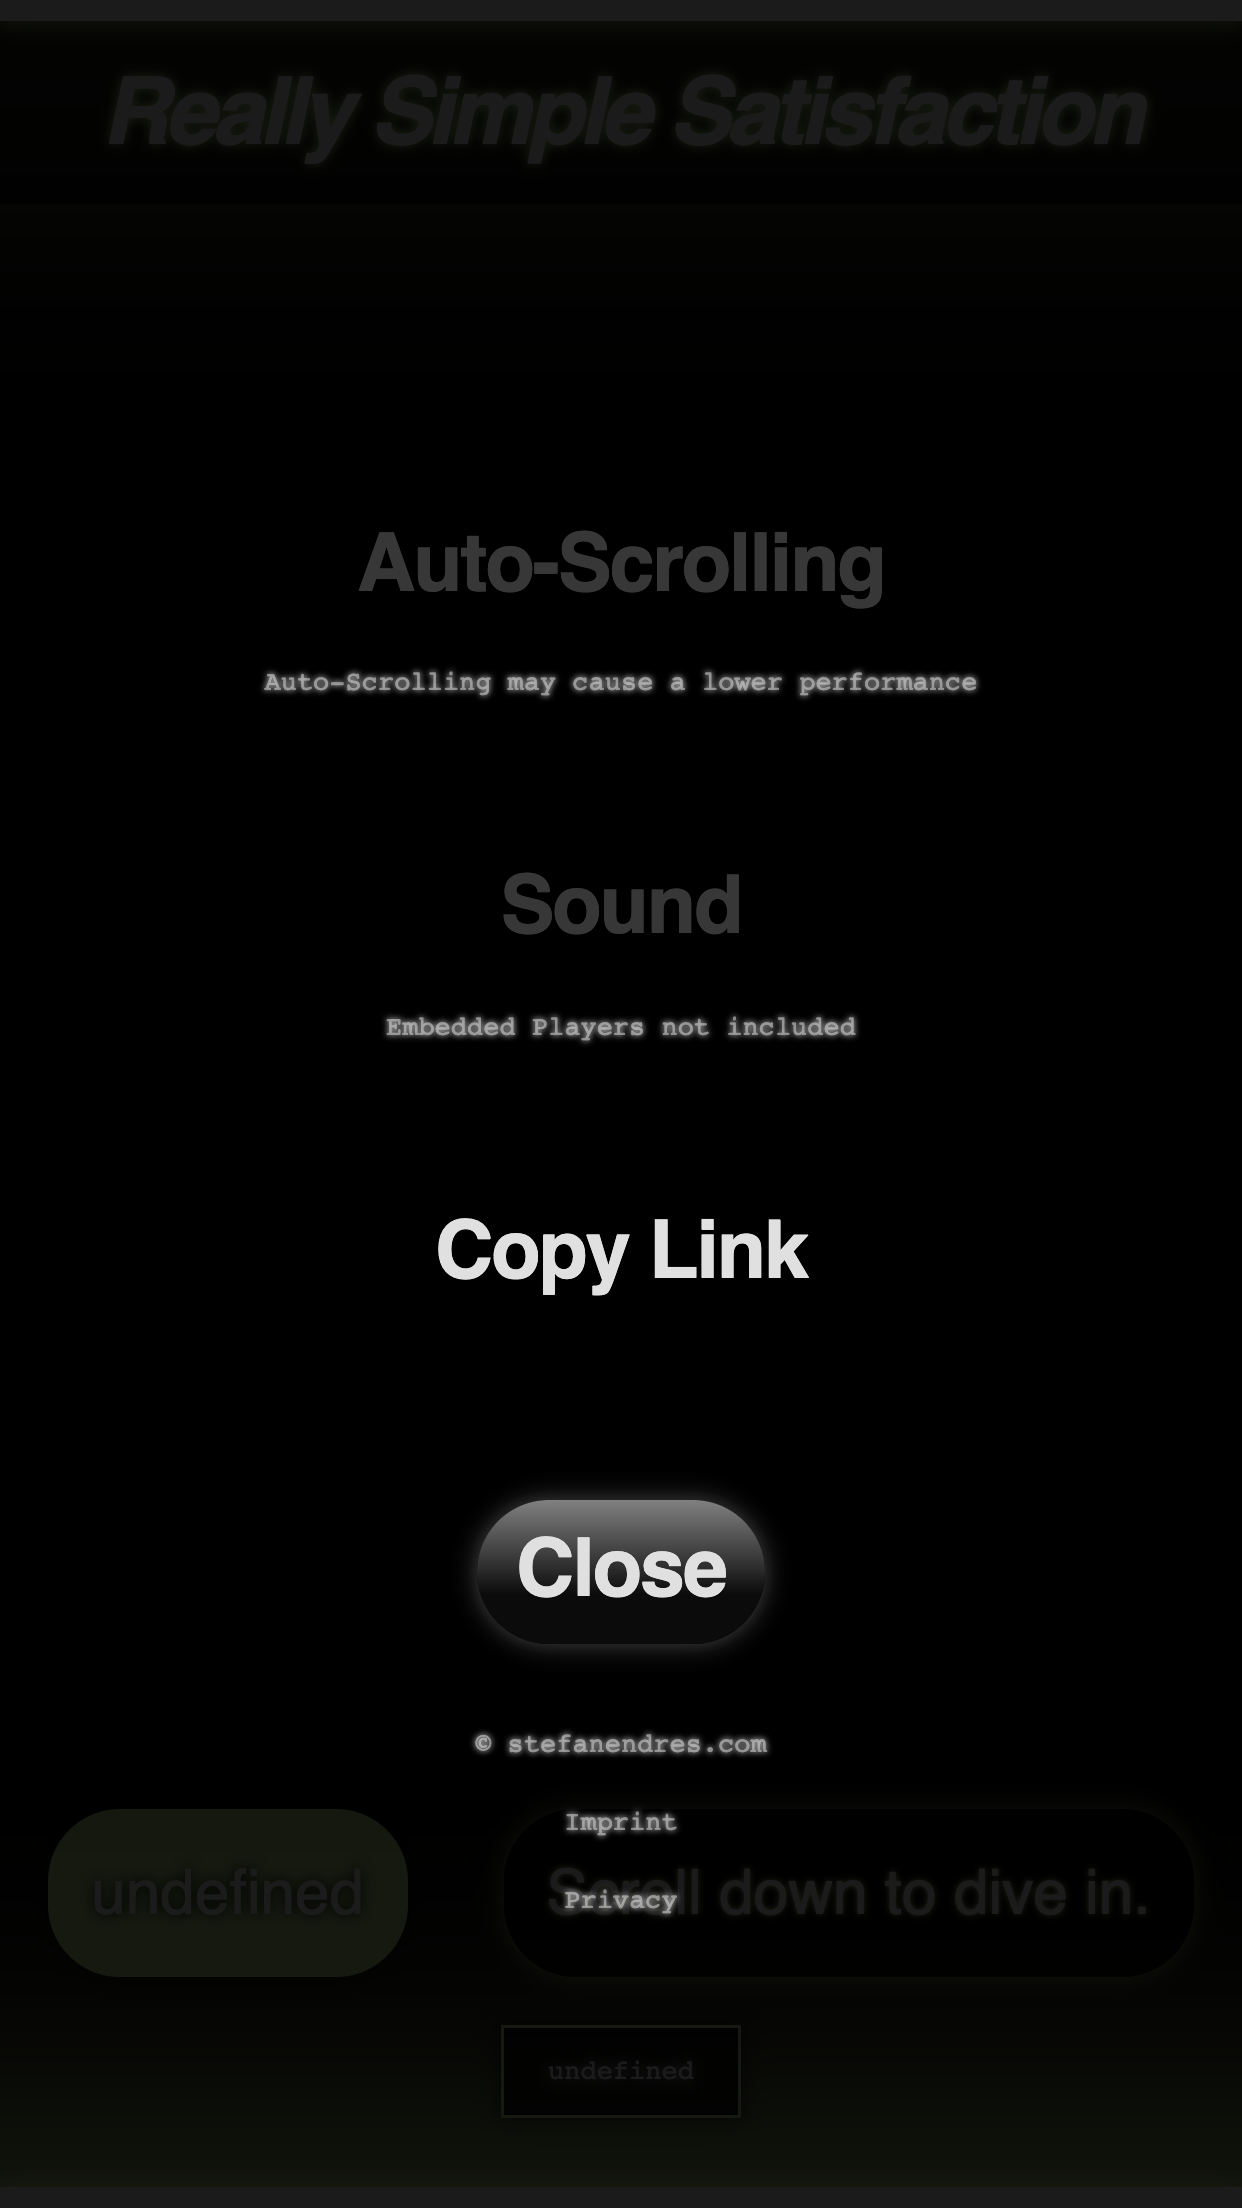 Really Simple Satisfaction
Auto-Scrolling
Auto-Scrolling may cause a lower performance
Sound
Embedded Players not included
Copy Link
Close
© stefanendres.com
Imprint
Privacy
undefined
Scroll down to dive in.
undefined